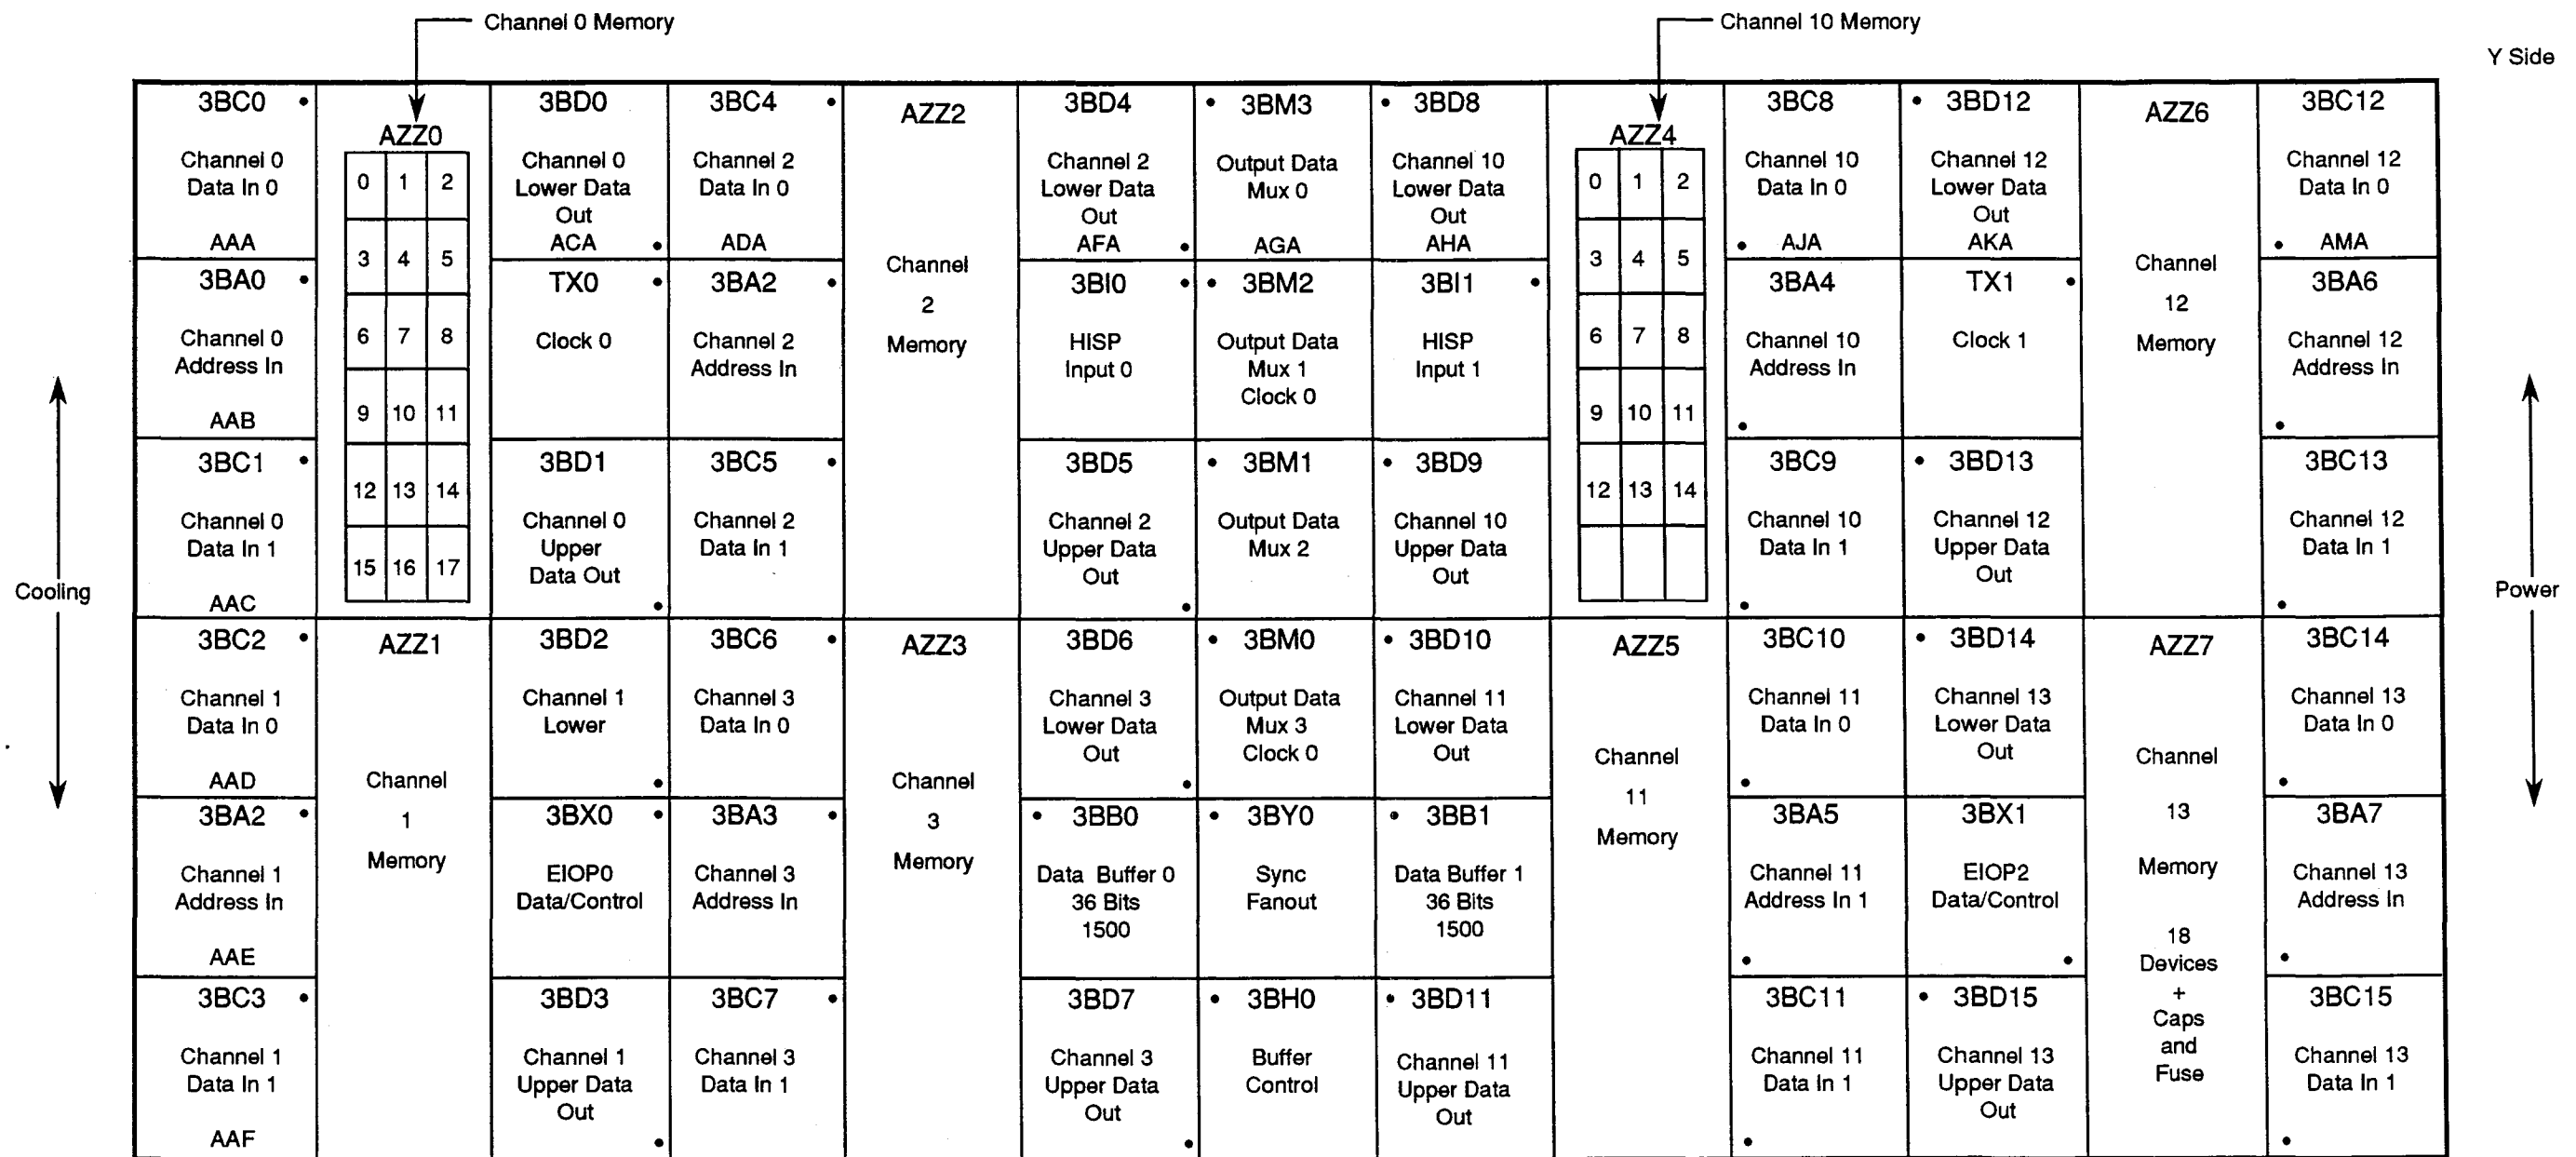 Channel 0 Memory
Channel 10 Memory
Y Side
Cooling
Power
3BC0
Channel 0
Data In 0
AAA
3BA0
Channel 0
Address In
AAB
3BC1
Channel 0
Data In 1
AAC
3BC2
Channel 1
Data In 0
AAD
3BA2
Channel 1
Address In
AAE
3BC3
Channel 1
Data In 1
AAF
AZZ0
0 1 2
3 4 5
6 7 8
9 10 11
12 13 14
15 16 17
AZZ1
Channel
1
Memory
3BD0
Channel 0
Lower Data
Out
ACA
TX0
Clock 0
3BD1
Channel 0
Upper
Data Out
3BD2
Channel 1
Lower
3BX0
EIOP0
Data/Control
3BD3
Channel 1
Upper Data
Out
3BC4
Channel 2
Data In 0
ADA
3BA2
Channel 2
Address In
3BC5
Channel 2
Data In 1
3BC6
Channel 3
Data In 0
3BA3
Channel 3
Address In
3BC7
Channel 3
Data In 1
AZZ2
Channel
2
Memory
AZZ3
Channel
3
Memory
3BD4
Channel 2
Lower Data
Out
AFA
3BI0
HISP
Input 0
3BD5
Channel 2
Upper Data
Out
3BD6
Channel 3
Lower Data
Out
3BB0
Data Buffer 0
36 Bits
1500
3BD7
Channel 3
Upper Data
Out
3BM3
Output Data
Mux 0
AGA
3BM2
Output Data
Mux 1
Clock 0
3BM1
Output Data
Mux 2
3BM0
Output Data
Mux 3
Clock 0
3BY0
Sync
Fanout
3BH0
Buffer
Control
3BD8
Channel 10
Lower Data
Out
AHA
3BI1
HISP
Input 1
3BD9
Channel 10
Upper Data
Out
3BD10
Channel 11
Lower Data
Out
3BB1
Data Buffer 1
36 Bits
1500
3BD11
Channel 11
Upper Data
Out
AZZ4
0 1 2
3 4 5
6 7 8
9 10 11
12 13 14
AZZ5
Channel
11
Memory
3BC8
Channel 10
Data In 0
AJA
3BA4
Channel 10
Address In
3BC9
Channel 10
Data In 1
3BC10
Channel 11
Data In 0
3BA5
Channel 11
Address In 1
3BC11
Channel 11
Data In 1
3BD12
Channel 12
Lower Data
Out
AKA
TX1
Clock 1
3BD13
Channel 12
Upper Data
Out
3BD14
Channel 13
Lower Data
Out
3BX1
EIOP2
Data/Control
3BD15
Channel 13
Upper Data
Out
AZZ6
Channel
12
Memory
AZZ7
Channel
13
Memory
18
Devices
+
Caps
and
Fuse
3BC12
Channel 12
Data In 0
AMA
3BA6
Channel 12
Address In
3BC13
Channel 12
Data In 1
3BC14
Channel 13
Data In 0
3BA7
Channel 13
Address In
3BC15
Channel 13
Data In 1